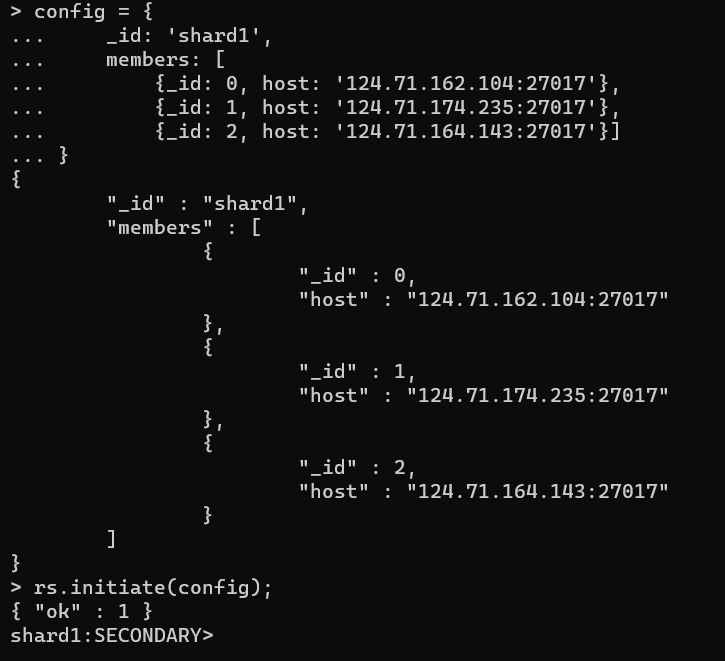 > config = {
...     _id: 'shard1',
...     members: [
...         {_id: 0, host: '124.71.162.104:27017'},
...         {_id: 1, host: '124.71.174.235:27017'},
...         {_id: 2, host: '124.71.164.143:27017'}]
... }
{
        "_id" : "shard1",
        "members" : [
                {
                        "_id" : 0,
                        "host" : "124.71.162.104:27017"
                },
                {
                        "_id" : 1,
                        "host" : "124.71.174.235:27017"
                },
                {
                        "_id" : 2,
                        "host" : "124.71.164.143:27017"
                }
        ]
}
> rs.initiate(config);
{ "ok" : 1 }
shard1:SECONDARY>